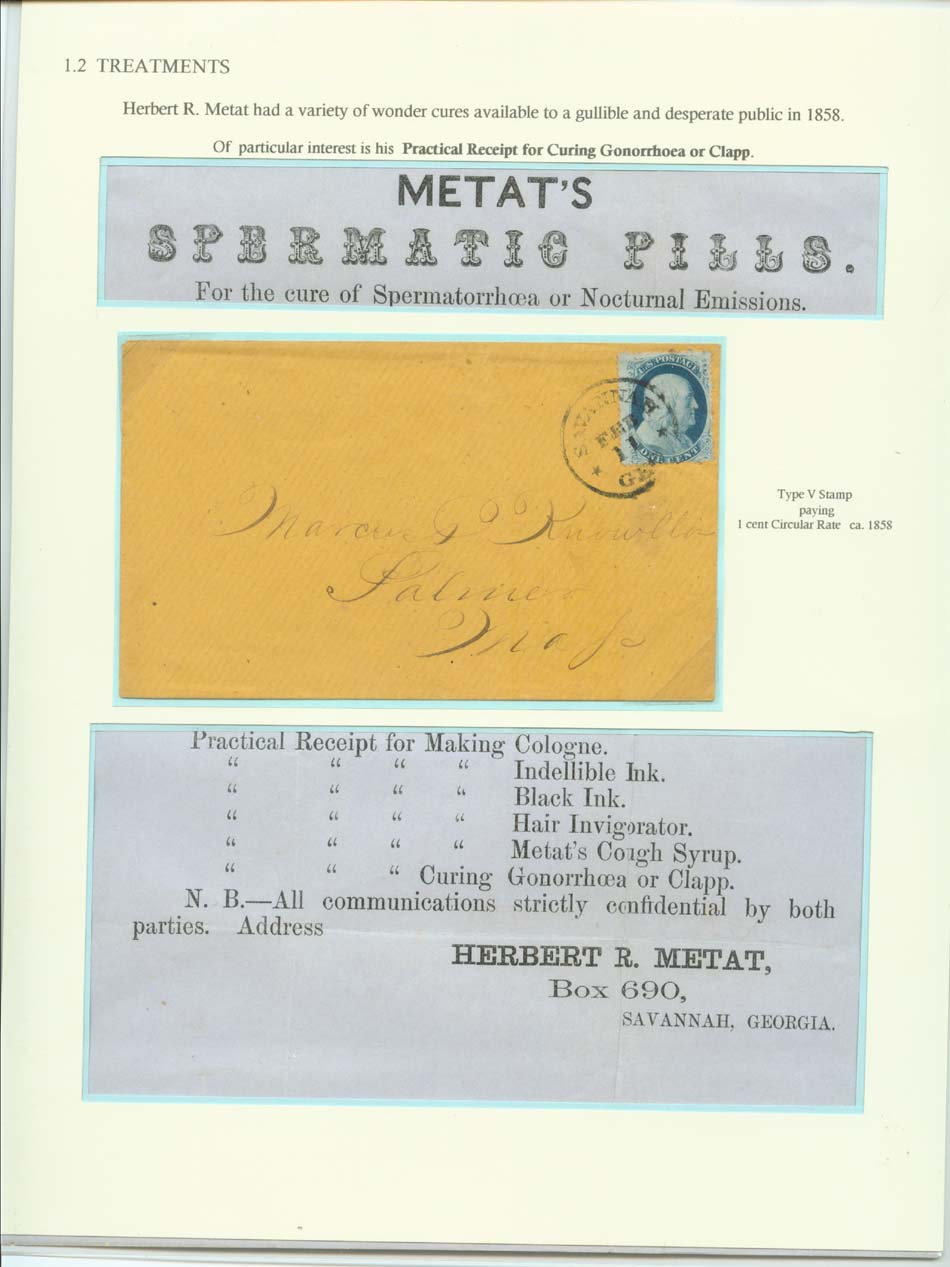 1.2 TREATMENTS
Herbert R. Metat had a variety of wonder cures available to a gullible and desperate public in 1858.
Of particular interest is his Practical Receipt for Curing Gonorrhoea or Clapp.
METAT'S
SPERMATIC PILLS.
For the cure of Spermatorrhœa or Nocturnal Emissions.
U.S. POSTAGE
ONE CENT
SAVANNAH
FEB
11
GA
Type V Stamp
paying
1 cent Circular Rate ca. 1858
Marcus Knowlton
Palmer
Mass
Practical Receipt for Making Cologne.
“ “ “ “ Indellible Ink.
“ “ “ “ Black Ink.
“ “ “ “ Hair Invigorator.
“ “ “ “ Metat's Cough Syrup.
“ “ “ Curing Gonorrhœa or Clapp.
N. B.—All communications strictly confidential by both
parties. Address
HERBERT R. METAT,
Box 690,
SAVANNAH, GEORGIA.